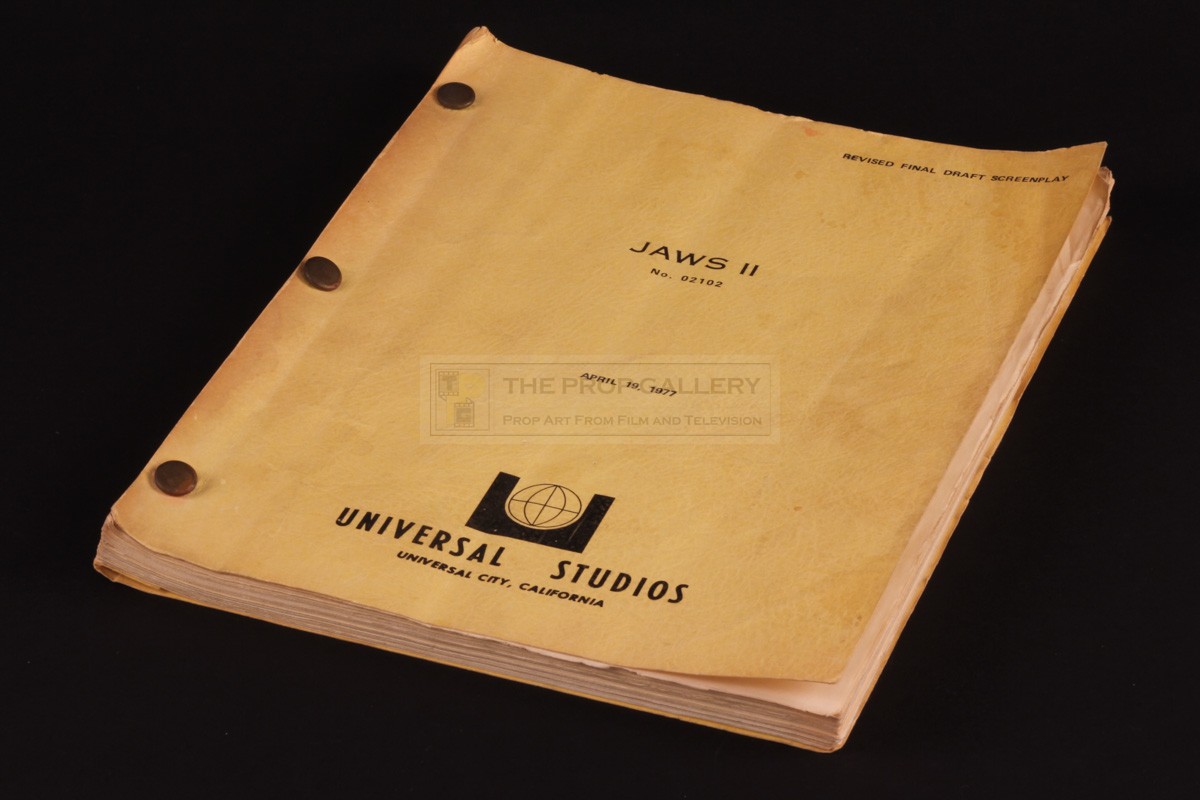 REVISED FINAL DRAFT SCREENPLAY
JAWS II
No. 02102
APRIL 19, 1977
THE PROP GALLERY
PROP ART FROM FILM AND TELEVISION
UNIVERSAL STUDIOS
UNIVERSAL CITY, CALIFORNIA